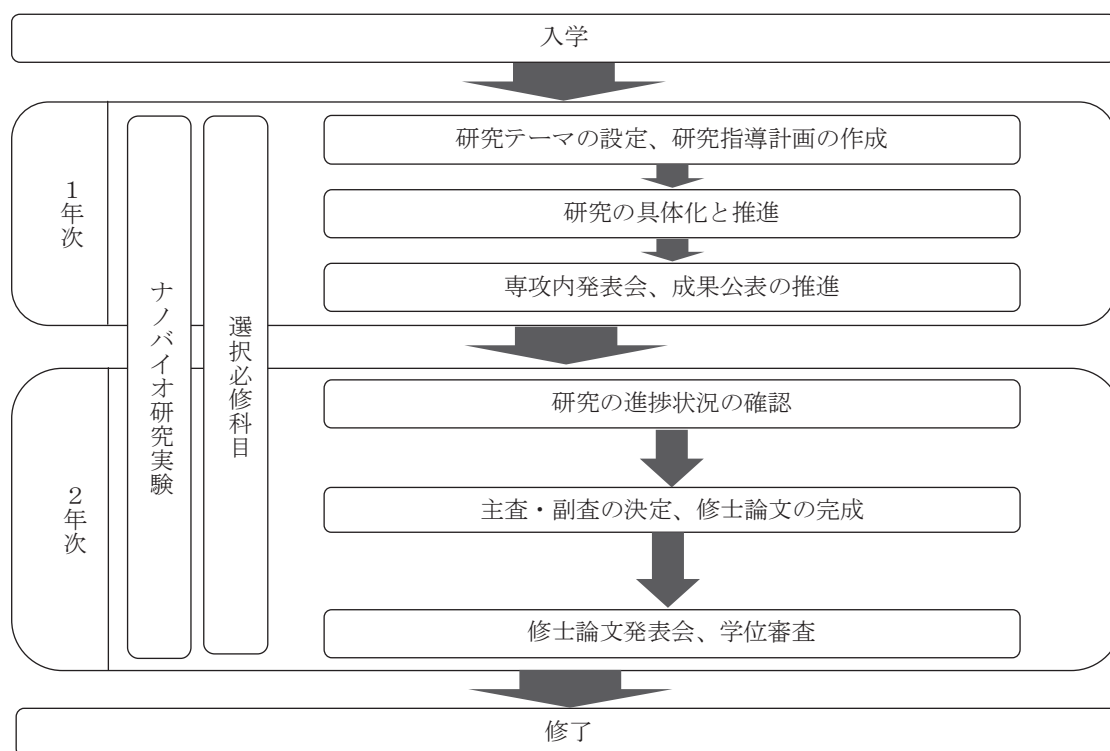 入学
1年次
ナノバイオ研究実験
選択必修科目
研究テーマの設定、研究指導計画の作成
研究の具体化と推進
専攻内発表会、成果公表の推進
2年次
研究の進捗状況の確認
主査・副査の決定、修士論文の完成
修士論文発表会、学位審査
修了